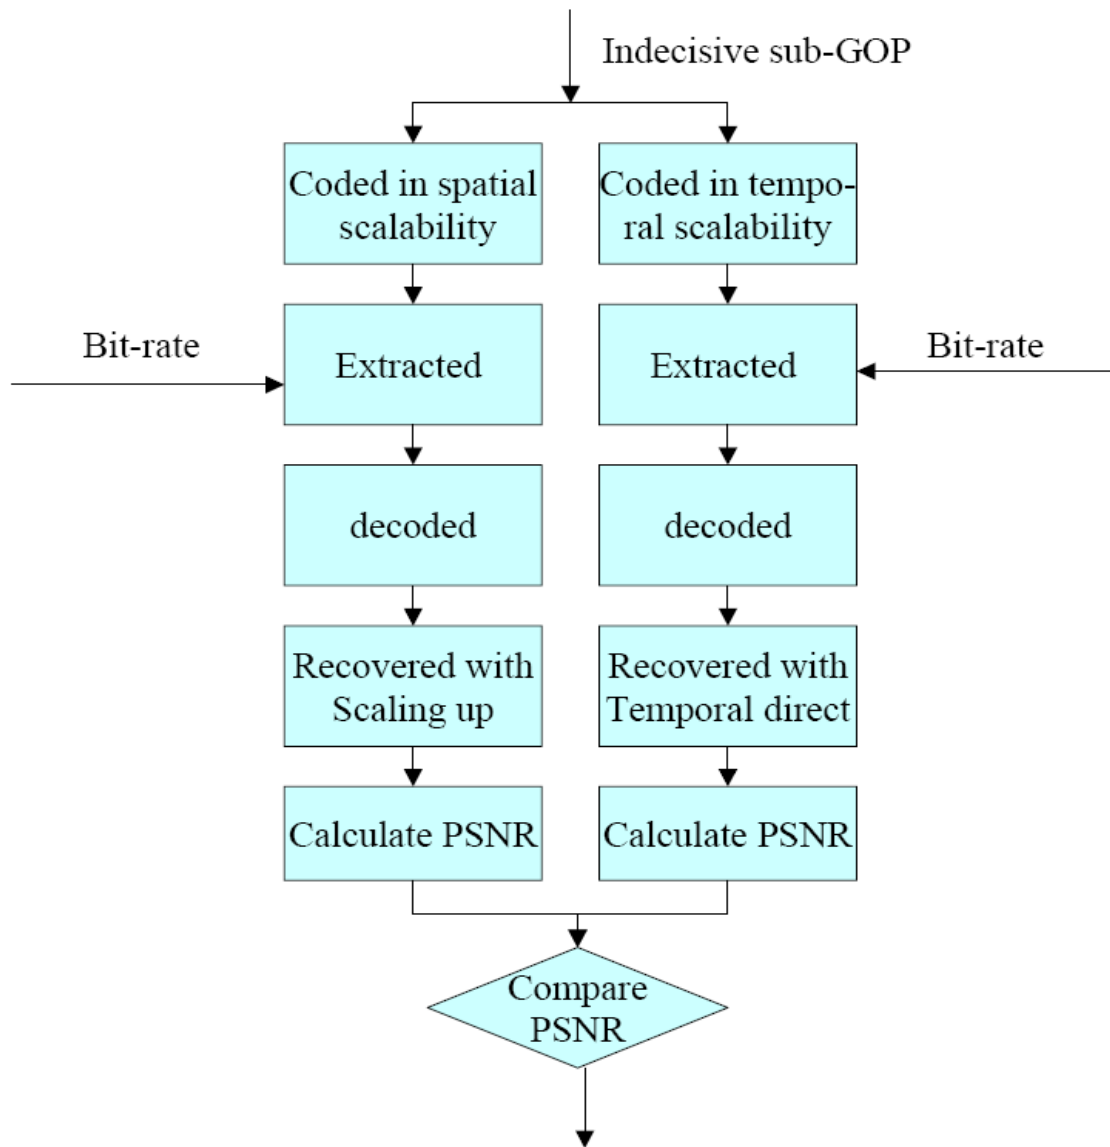 Indecisive sub-GOP
Coded in spatial
scalability
Coded in tempo-
ral scalability
Bit-rate
Extracted
Extracted
Bit-rate
decoded
decoded
Recovered with
Scaling up
Recovered with
Temporal direct
Calculate PSNR
Calculate PSNR
Compare
PSNR